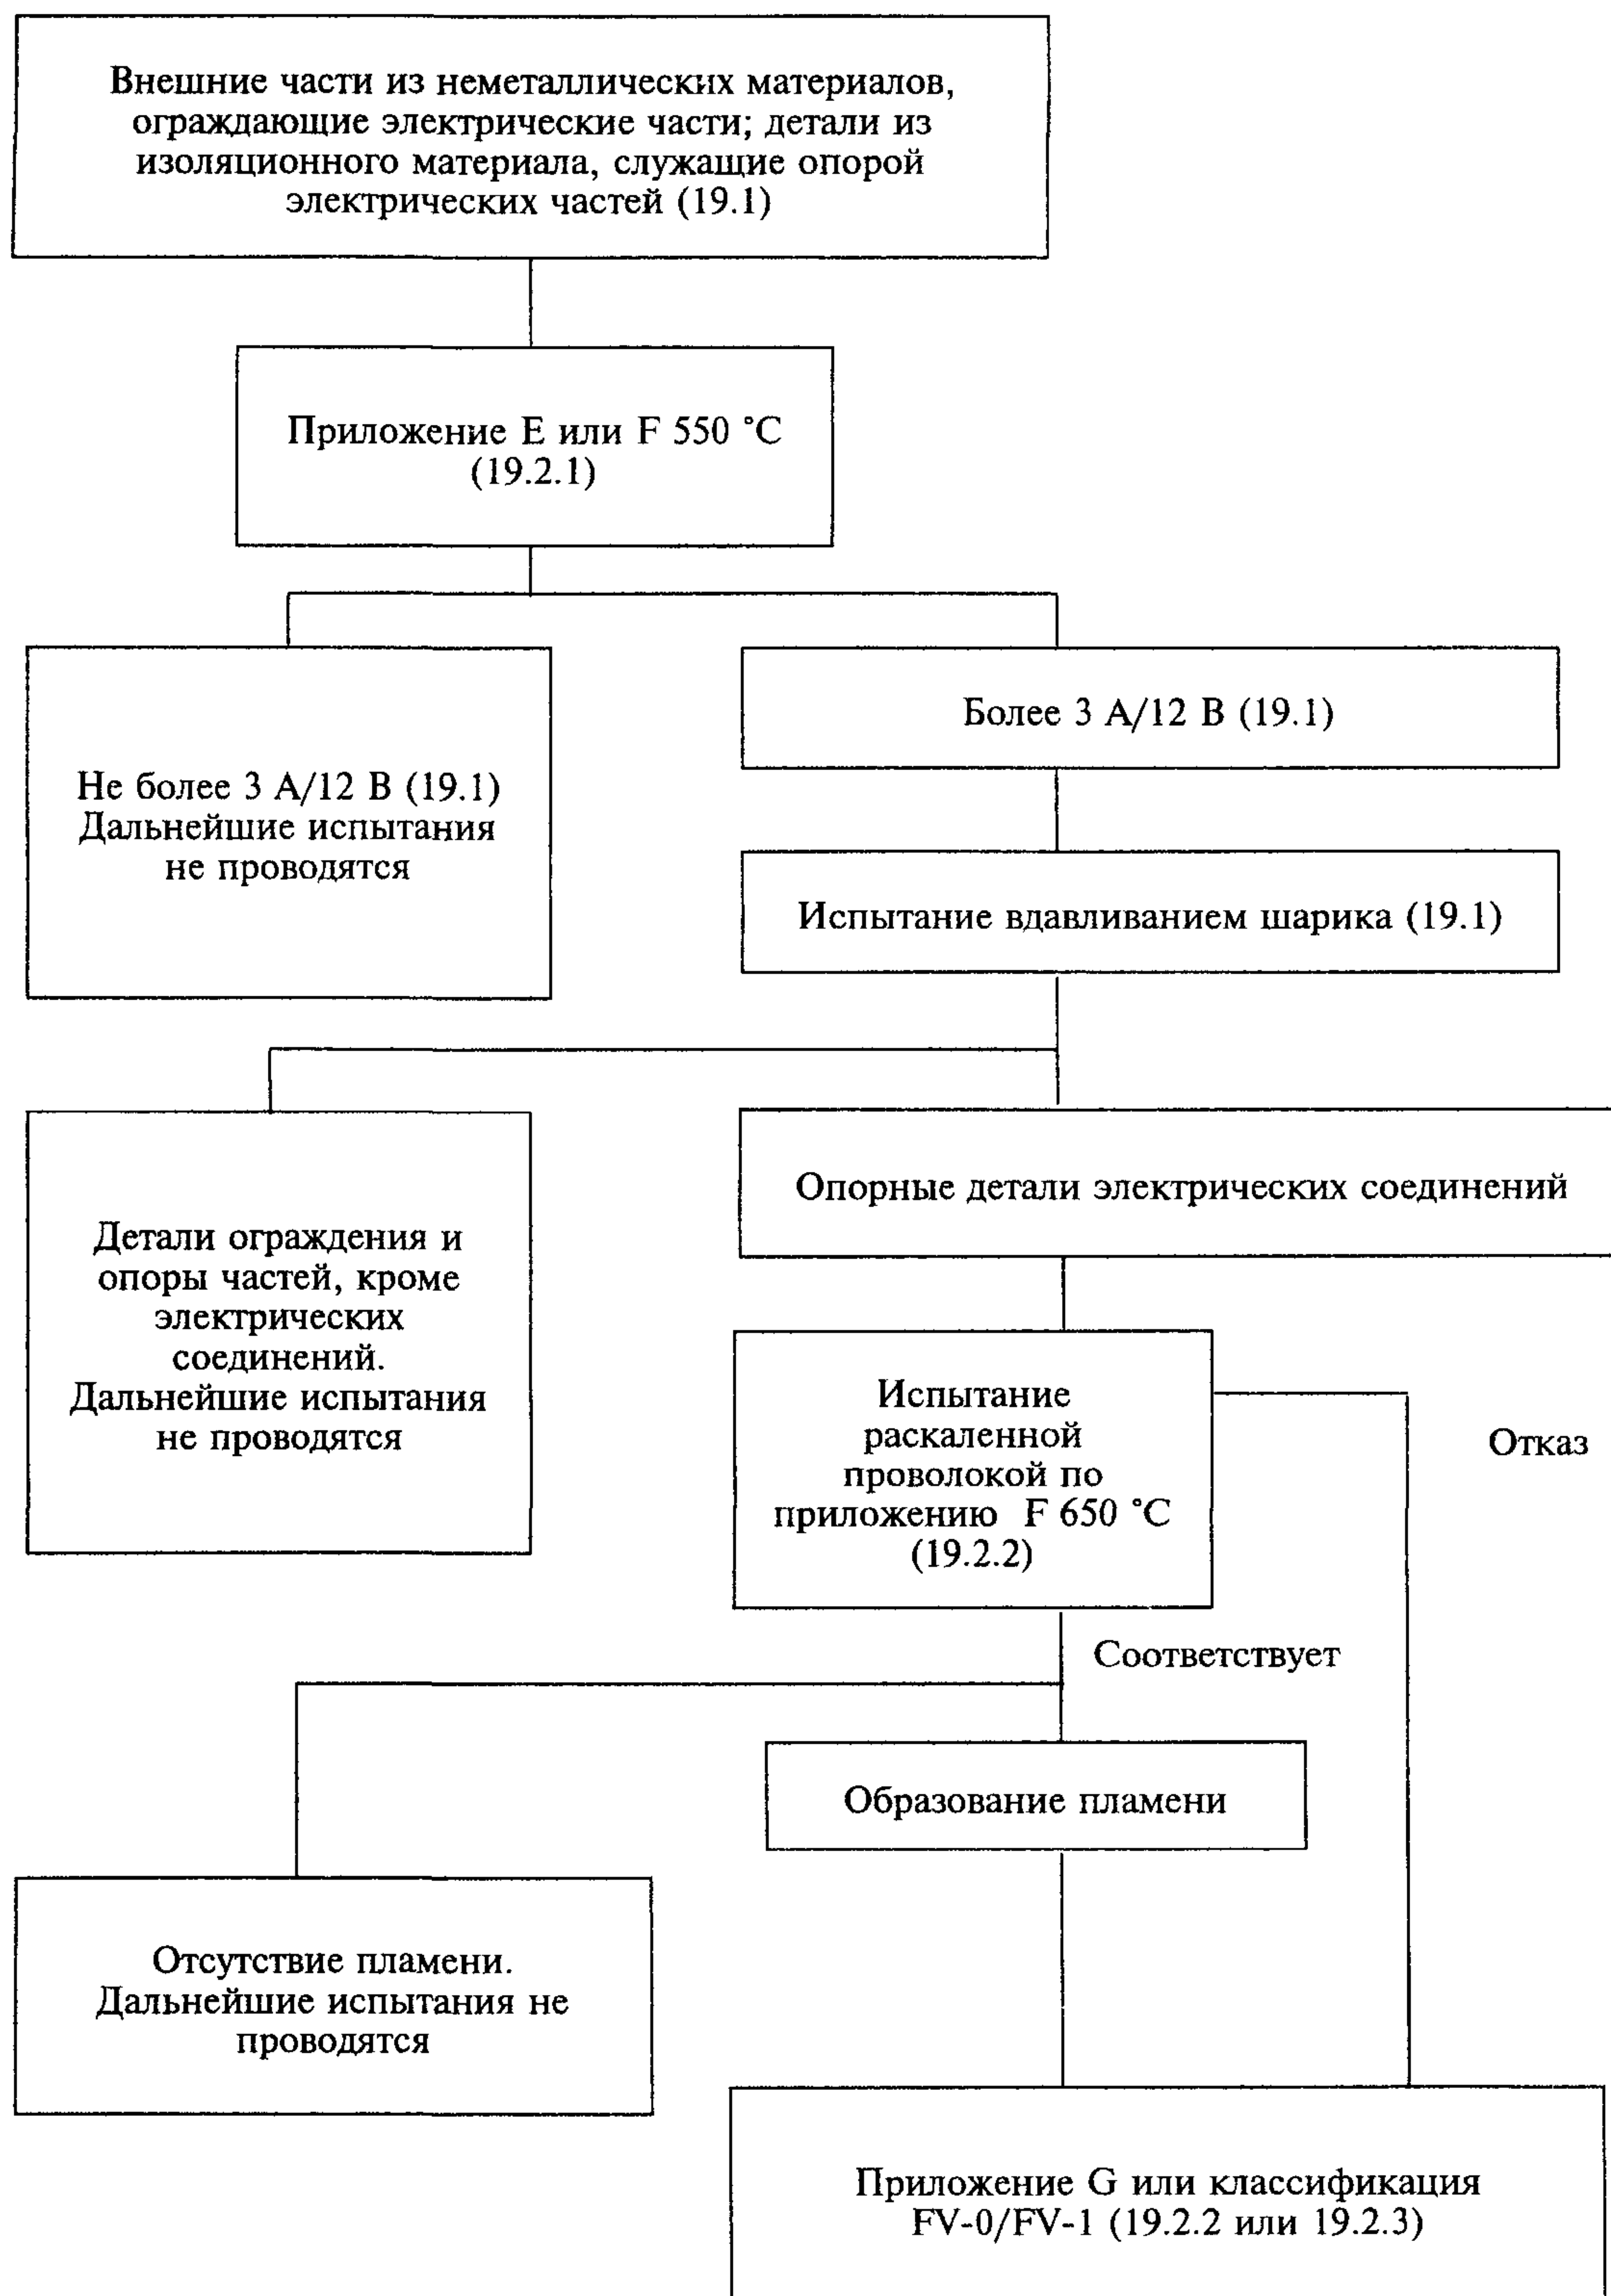 Внешние части из неметаллических материалов,
ограждающие электрические части; детали из
изоляционного материала, служащие опорой
электрических частей (19.1)
Приложение E или F 550 °C
(19.2.1)
Не более 3 А/12 В (19.1)
Дальнейшие испытания
не проводятся
Более 3 А/12 В (19.1)
Испытание вдавливанием шарика (19.1)
Детали ограждения и
опоры частей, кроме
электрических
соединений.
Дальнейшие испытания
не проводятся
Опорные детали электрических соединений
Испытание
раскаленной
проволокой по
приложению F 650 °C
(19.2.2)
Отказ
Соответствует
Образование пламени
Отсутствие пламени.
Дальнейшие испытания не
проводятся
Приложение G или классификация
FV-0/FV-1 (19.2.2 или 19.2.3)